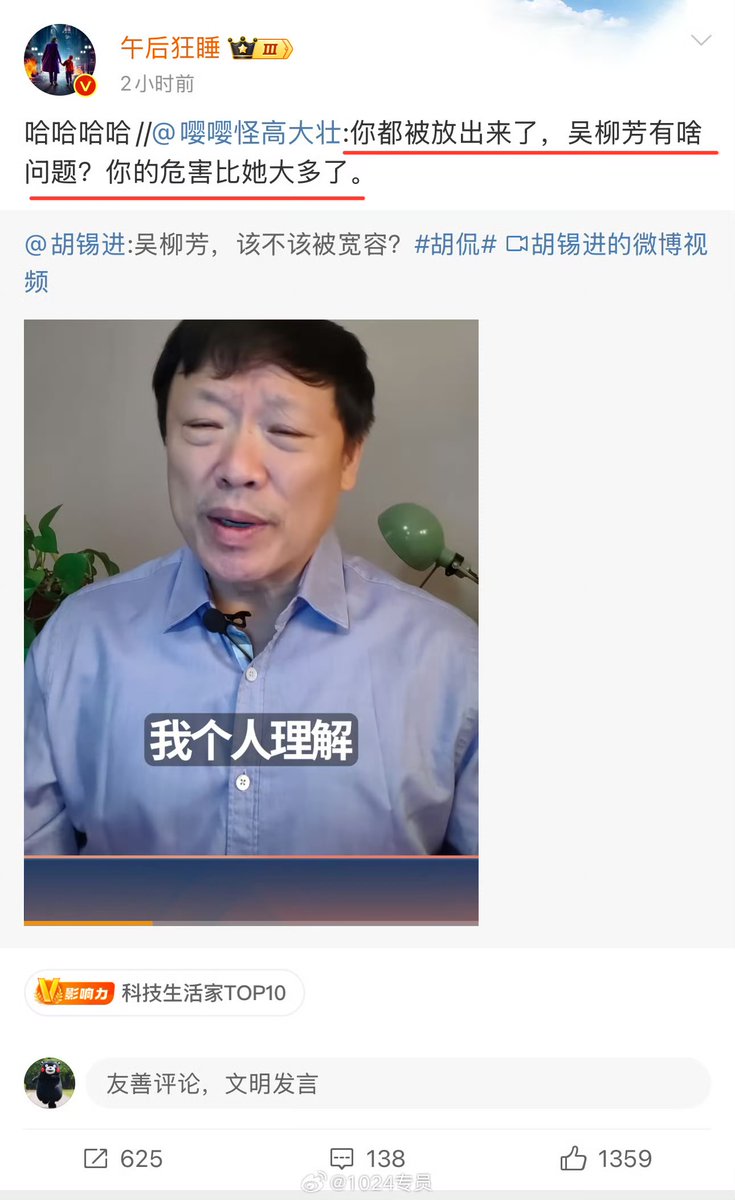 午后狂睡 III
2小时前
哈哈哈哈//@嘤嘤怪高大壮:你都被放出来了，吴柳芳有啥
问题？你的危害比她大多了。
@胡锡进:吴柳芳，该不该被宽容？#胡侃# 胡锡进的微博视
频
我个人理解
V影响力 科技生活家TOP10
友善评论，文明发言
625 138 1359
@1024专员